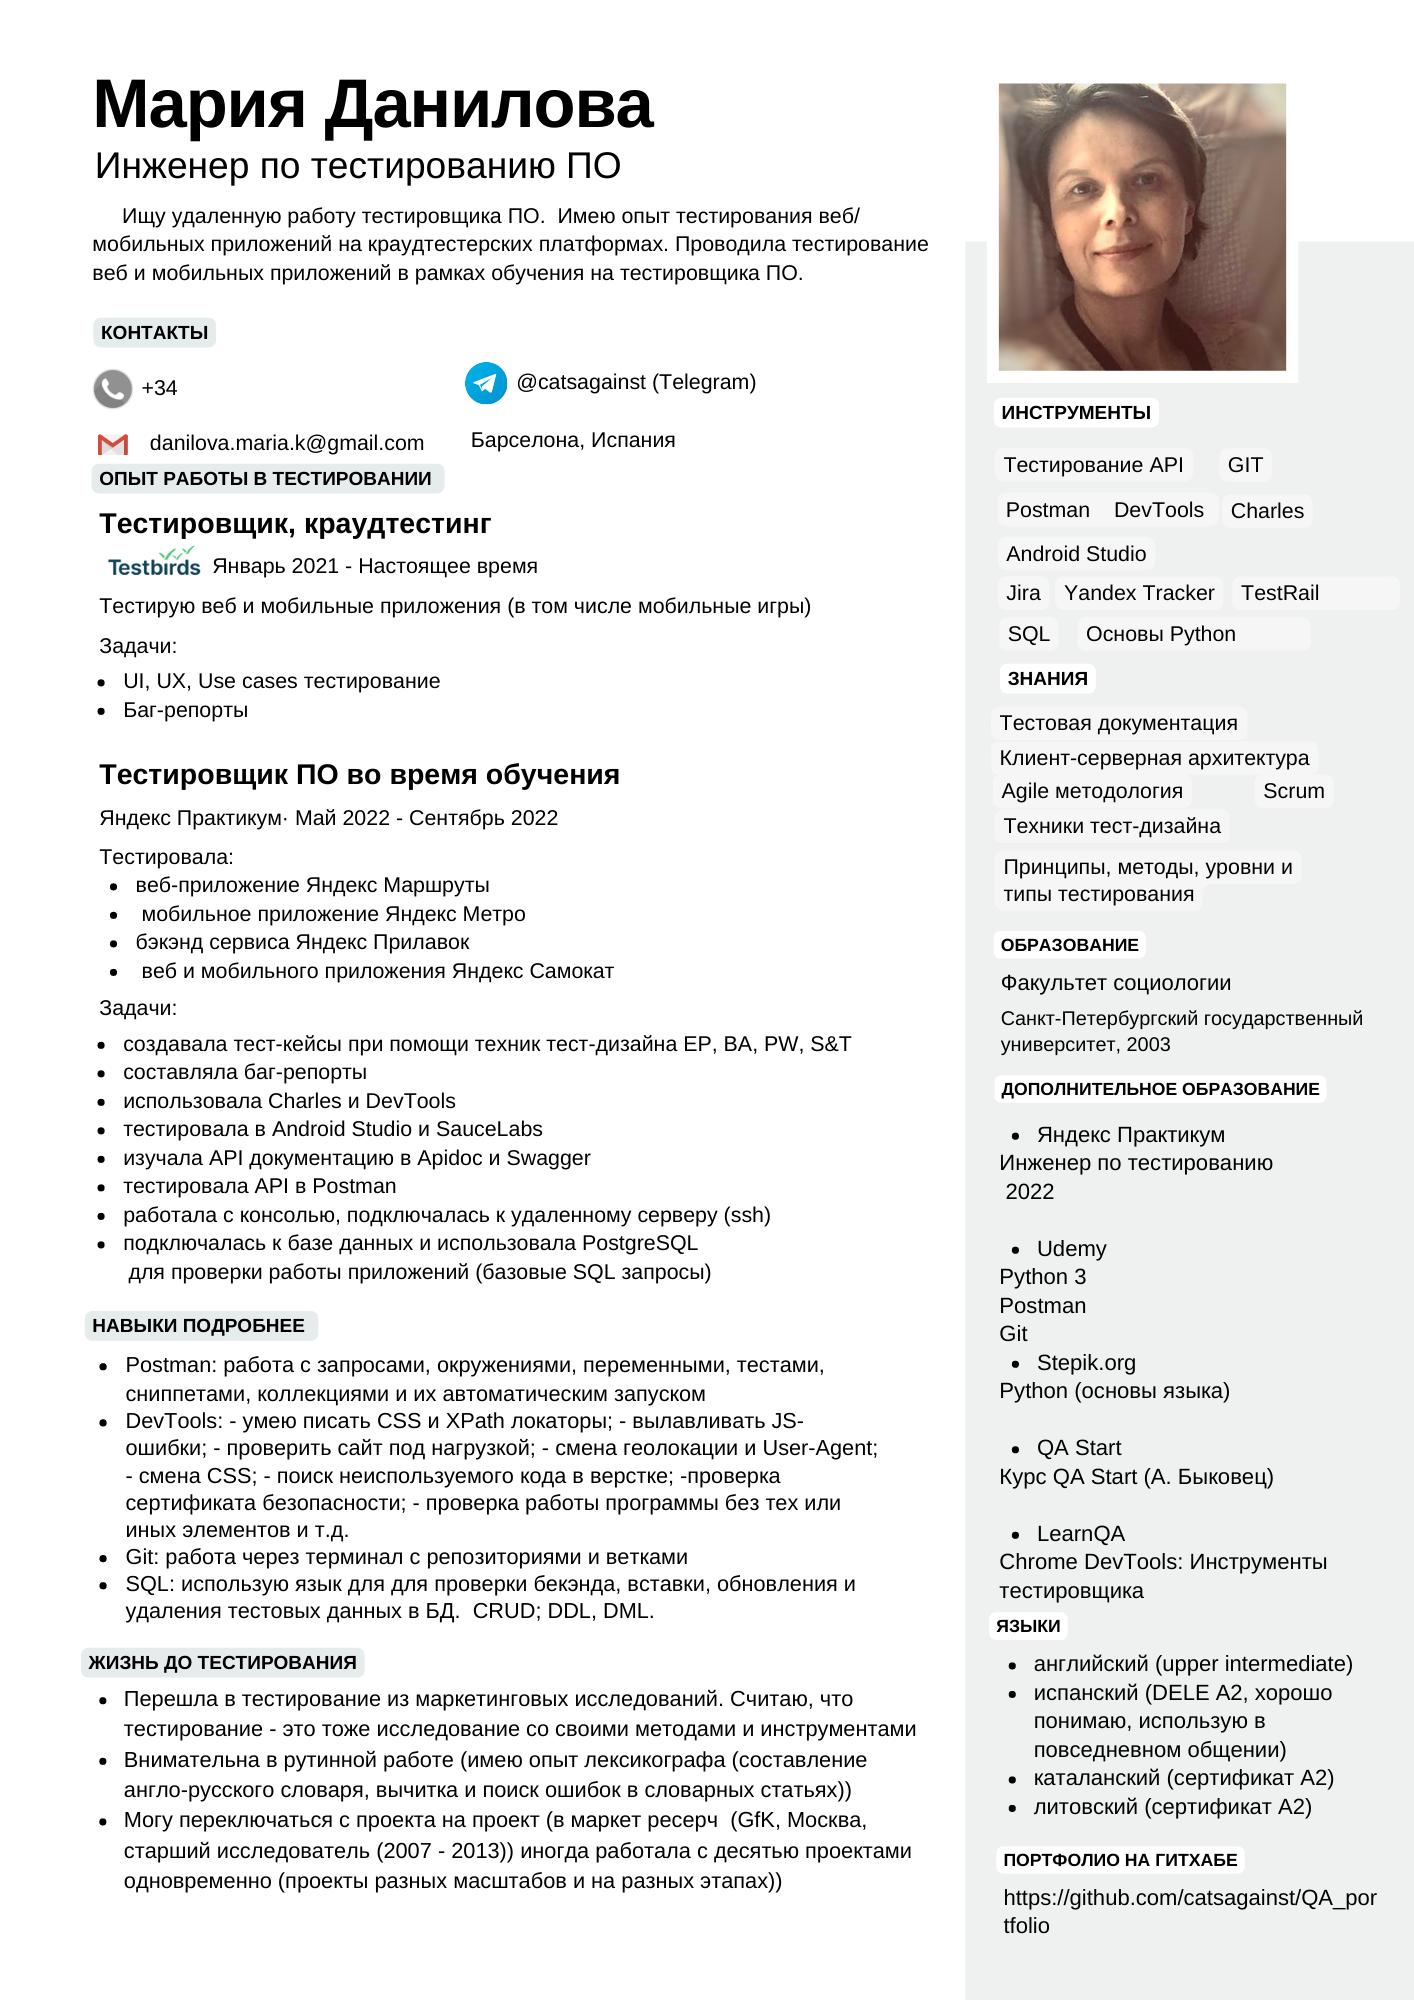 Мария Данилова
Инженер по тестированию ПО
Ищу удаленную работу тестировщика ПО.  Имею опыт тестирования веб/
мобильных приложений на краудтестерских платформах. Проводила тестирование
веб и мобильных приложений в рамках обучения на тестировщика ПО.
КОНТАКТЫ
+34
@catsagainst (Telegram)
danilova.maria.k@gmail.com
Барселона, Испания
ОПЫТ РАБОТЫ В ТЕСТИРОВАНИИ
Тестировщик, краудтестинг
Testbirds Январь 2021 - Настоящее время
Тестирую веб и мобильные приложения (в том числе мобильные игры)
Задачи:
• UI, UX, Use cases тестирование
• Баг-репорты
Тестировщик ПО во время обучения
Яндекс Практикум· Май 2022 - Сентябрь 2022
Тестировала:
• веб-приложение Яндекс Маршруты
• мобильное приложение Яндекс Метро
• бэкэнд сервиса Яндекс Прилавок
• веб и мобильного приложения Яндекс Самокат
Задачи:
• создавала тест-кейсы при помощи техник тест-дизайна EP, BA, PW, S&T
• составляла баг-репорты
• использовала Charles и DevTools
• тестировала в Android Studio и SauceLabs
• изучала API документацию в Apidoc и Swagger
• тестировала API в Postman
• работала с консолью, подключалась к удаленному серверу (ssh)
• подключалась к базе данных и использовала PostgreSQL
для проверки работы приложений (базовые SQL запросы)
НАВЫКИ ПОДРОБНЕЕ
• Postman: работа с запросами, окружениями, переменными, тестами,
сниппетами, коллекциями и их автоматическим запуском
• DevTools: - умею писать CSS и XPath локаторы; - вылавливать JS-
ошибки; - проверить сайт под нагрузкой; - смена геолокации и User-Agent;
- смена CSS; - поиск неиспользуемого кода в верстке; -проверка
сертификата безопасности; - проверка работы программы без тех или
иных элементов и т.д.
• Git: работа через терминал с репозиториями и ветками
• SQL: использую язык для для проверки бекэнда, вставки, обновления и
удаления тестовых данных в БД.  CRUD; DDL, DML.
ЖИЗНЬ ДО ТЕСТИРОВАНИЯ
• Перешла в тестирование из маркетинговых исследований. Считаю, что
тестирование - это тоже исследование со своими методами и инструментами
• Внимательна в рутинной работе (имею опыт лексикографа (составление
англо-русского словаря, вычитка и поиск ошибок в словарных статьях))
• Могу переключаться с проекта на проект (в маркет ресерч  (GfK, Москва,
старший исследователь (2007 - 2013)) иногда работала с десятью проектами
одновременно (проекты разных масштабов и на разных этапах))
ИНСТРУМЕНТЫ
Тестирование API GIT
Postman DevTools Charles
Android Studio
Jira Yandex Tracker TestRail
SQL Основы Python
ЗНАНИЯ
Тестовая документация
Клиент-серверная архитектура
Agile методология Scrum
Техники тест-дизайна
Принципы, методы, уровни и
типы тестирования
ОБРАЗОВАНИЕ
Факультет социологии
Санкт-Петербургский государственный
университет, 2003
ДОПОЛНИТЕЛЬНОЕ ОБРАЗОВАНИЕ
• Яндекс Практикум
Инженер по тестированию
2022
• Udemy
Python 3
Postman
Git
• Stepik.org
Python (основы языка)
• QA Start
Курс QA Start (А. Быковец)
• LearnQA
Chrome DevTools: Инструменты
тестировщика
ЯЗЫКИ
• английский (upper intermediate)
• испанский (DELE A2, хорошо
понимаю, использую в
повседневном общении)
• каталанский (сертификат A2)
• литовский (сертификат A2)
ПОРТФОЛИО НА ГИТХАБЕ
https://github.com/catsagainst/QA_por
tfolio